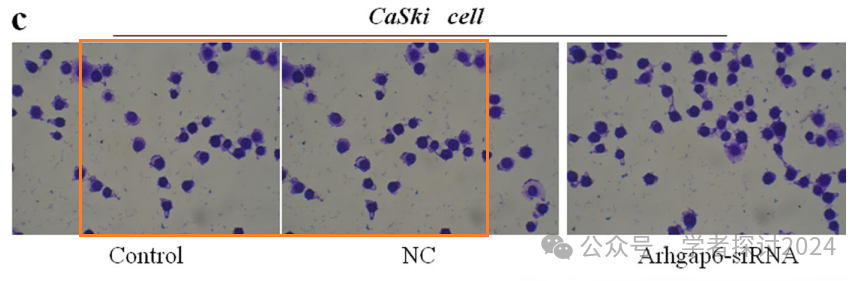 c
CaSki cell
Control
NC
Arhgap6-siRNA
公众号 学者探讨2024